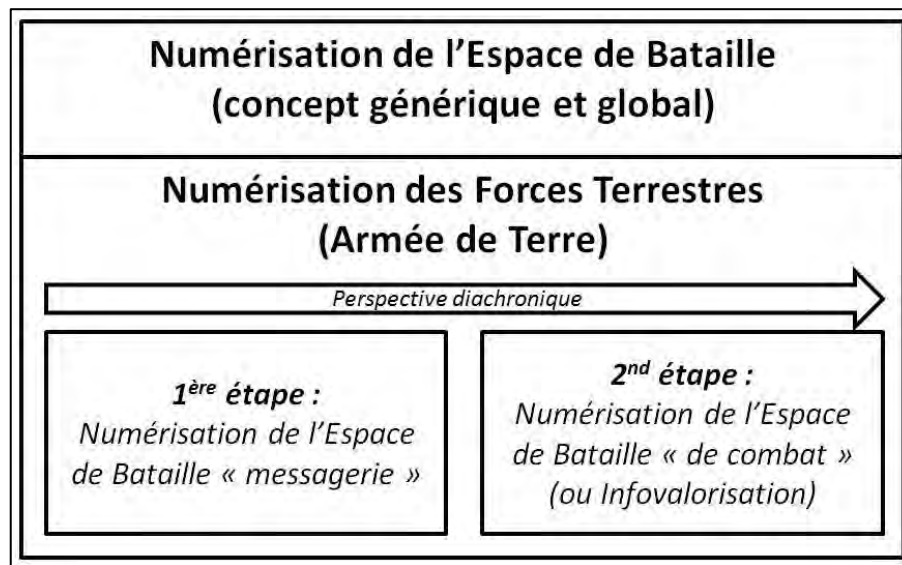 Numérisation de l’Espace de Bataille
(concept générique et global)
Numérisation des Forces Terrestres
(Armée de Terre)
Perspective diachronique
1ère étape :
Numérisation de l’Espace
de Bataille « messagerie »
2nd étape :
Numérisation de l’Espace
de Bataille « de combat »
(ou Infovalorisation)